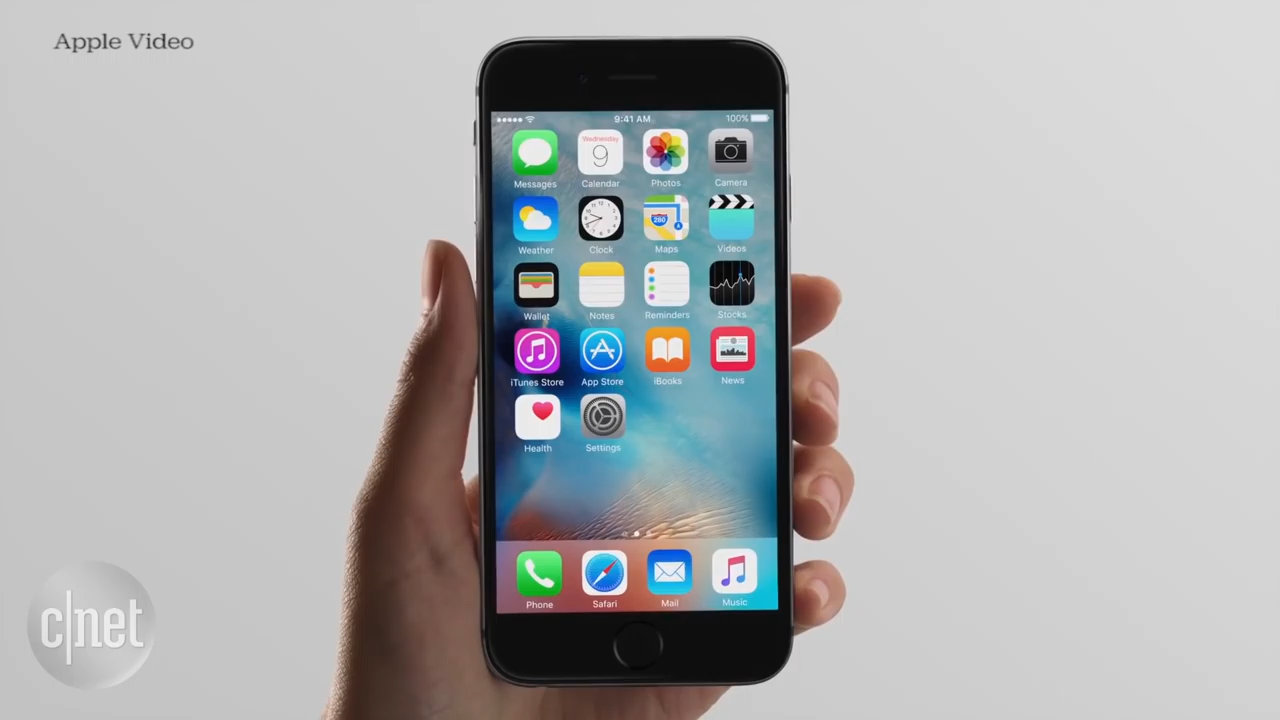 Apple Video
9:41 AM
100%
Wednesday
9
Messages
Calendar
Photos
Camera
280
Weather
Clock
Maps
Videos
Wallet
Notes
Reminders
Stocks
iTunes Store
App Store
iBooks
News
Health
Settings
Phone
Safari
Mail
Music
c|net